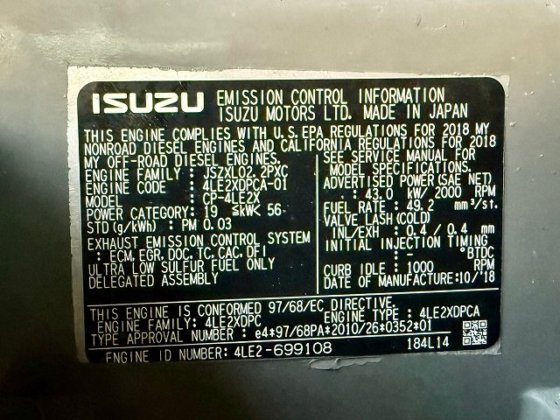 ISUZU EMISSION CONTROL INFORMATION
ISUZU MOTORS LTD. MADE IN JAPAN
THIS ENGINE COMPLIES WITH U.S. EPA REGULATIONS FOR 2018 MY
NONROAD DIESEL ENGINES AND CALIFORNIA REGULATIONS FOR 2018
MY OFF-ROAD DIESEL ENGINES.
ENGINE FAMILY : JSZXL02.2PXC
ENGINE CODE : 4LE2XDPCA-01
MODEL : CP-4LE2X
POWER CATEGORY: 19 ≤kW< 56
STD (g/kWh) : PM 0.03
EXHAUST EMISSION CONTROL SYSTEM
: ECM, EGR, DOC, TC, CAC, DFI
ULTRA LOW SULFUR FUEL ONLY
DELEGATED ASSEMBLY
SEE SERVICE MANUAL FOR
MODEL SPECIFICATIONS.
ADVERTISED POWER (SAE NET)
: 43.0 kW/ 2000 RPM
FUEL RATE : 49.2 mm³/st.
VALVE LASH (COLD)
IN/EXH : 0.4 / 0.4 mm
INITIAL INJECTION TIMING
: - °BTDC
CURB IDLE : 1000 RPM
DATE OF MANUFACTURE:10/'18
THIS ENGINE IS CONFORMED 97/68/EC DIRECTIVE.
ENGINE FAMILY: 4LE2XDPC ENGINE TYPE: 4LE2XDPCA
TYPE APPROVAL NUMBER: e4*97/68PA*2010/26*0352*01
ENGINE ID NUMBER: 4LE2-699108 184L14